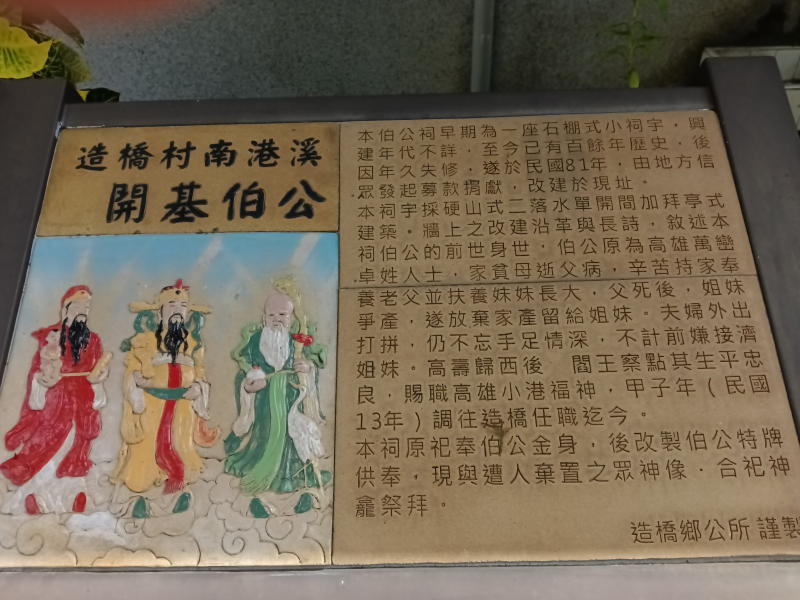 造橋村南港溪
開基伯公
本伯公祠早期為一座石棚式小祠宇，興
建年代不詳，至今已有百餘年歷史，後
因年久失修，遂於民國81年，由地方信
眾發起募款捐獻，改建於現址。
本祠宇採硬山式二落水單開間加拜亭式
建築。牆上之改建沿革與長詩，敘述本
祠伯公的前世身世，伯公原為高雄萬巒
卓姓人士，家貧母逝父病，辛苦持家奉
養老父並扶養妹妹長大，父死後，姐妹
爭產，遂放棄家產留給姐妹。夫婦外出
打拼，仍不忘手足情深，不計前嫌接濟
姐妹。高壽歸西後　閻王察點其生平忠
良，賜職高雄小港福神，甲子年（民國
13年）調往造橋任職迄今。
本祠原祀奉伯公金身，後改製伯公特牌
供奉，現與遭人棄置之眾神像．合祀神
龕祭拜。
造橋鄉公所 謹製